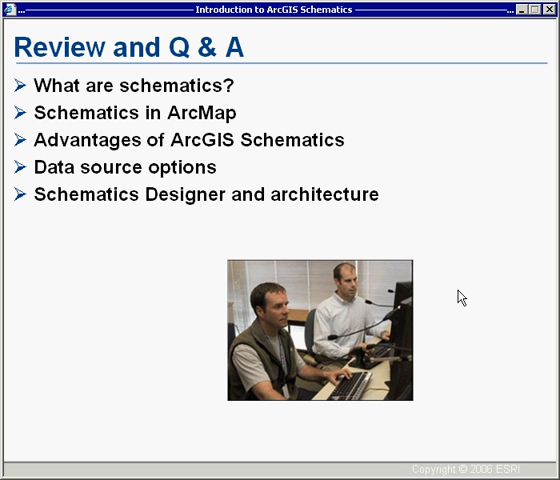 ... Introduction to ArcGIS Schematics ...
Review and Q & A
What are schematics?
Schematics in ArcMap
Advantages of ArcGIS Schematics
Data source options
Schematics Designer and architecture
Copyright © 2006 ESRI